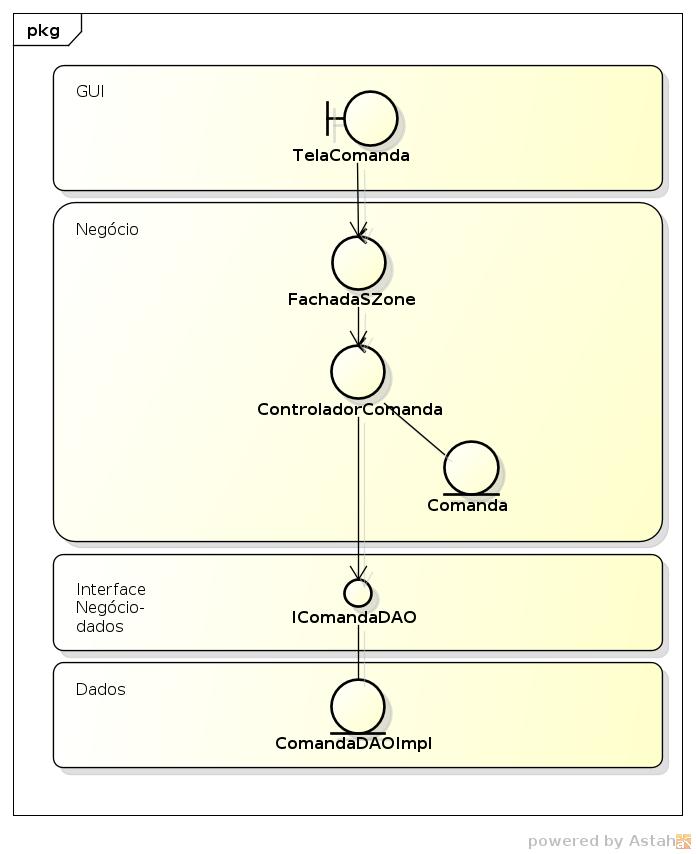 pkg
GUI
TelaComanda
Negócio
FachadaSZone
ControladorComanda
Comanda
Interface
Negócio-
dados
IComandaDAO
Dados
ComandaDAOImpl
powered by Astah